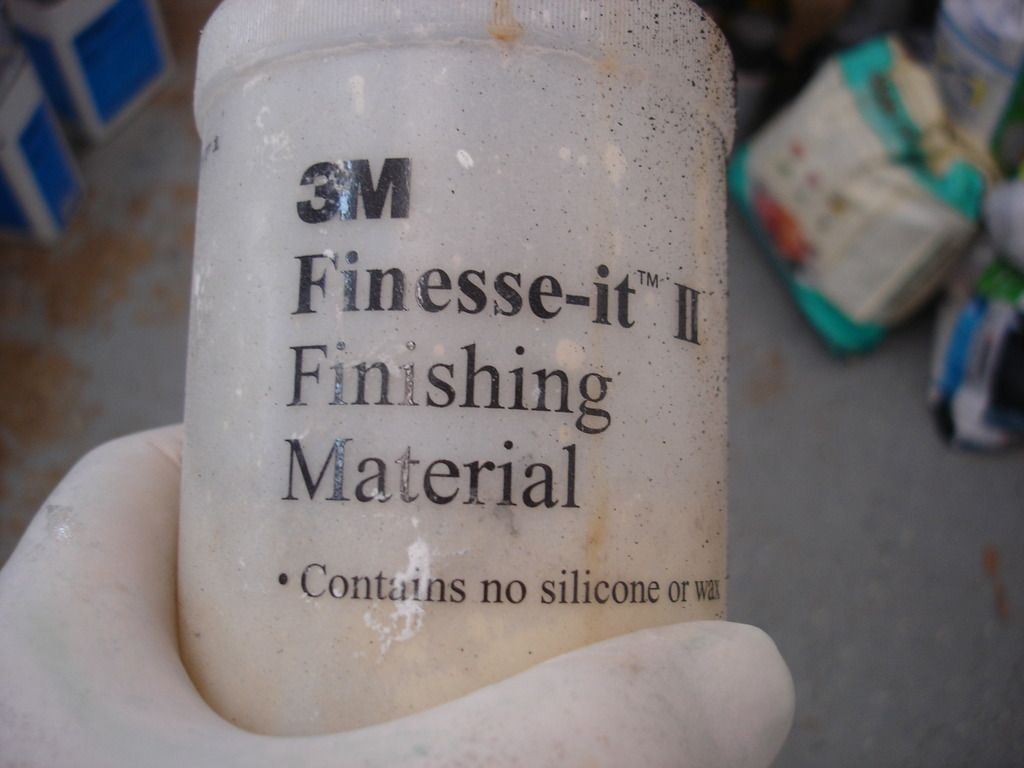 3M
Finesse-it™ II
Finishing
Material
• Contains no silicone or wax